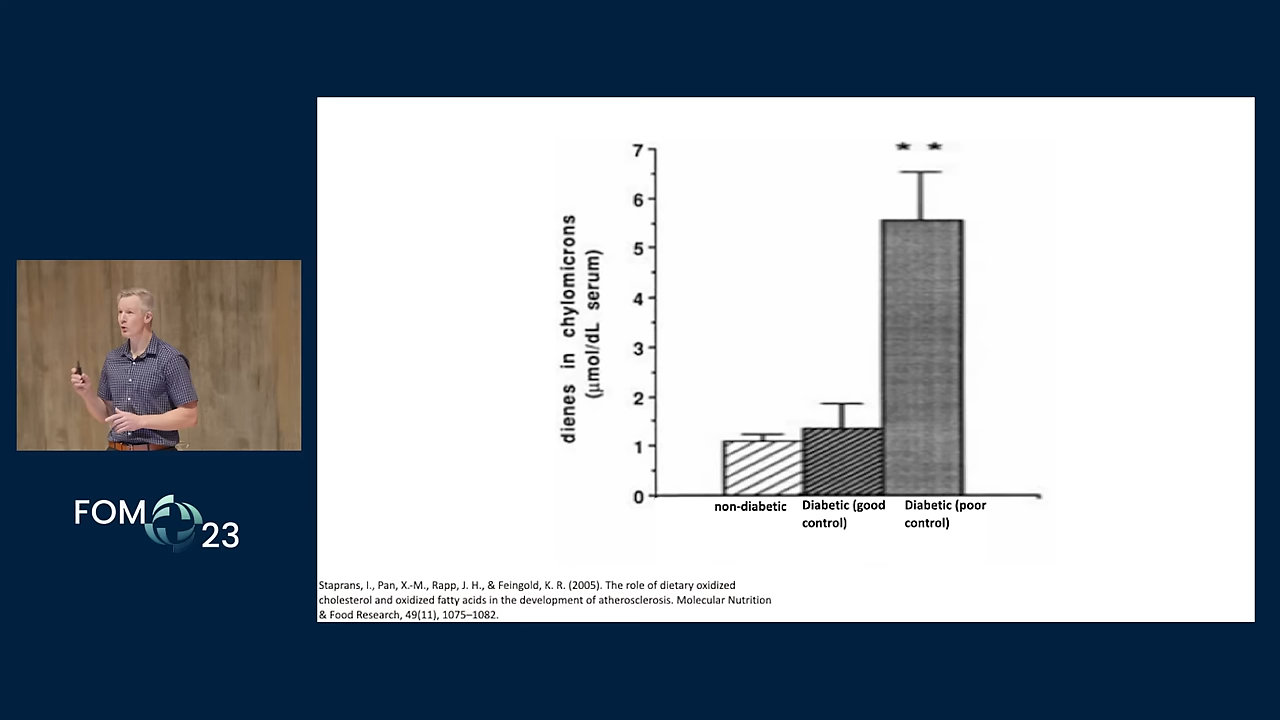 7
6
5
4
3
2
1
0
dienes in chylomicrons
(μmol/dL serum)
* *
non-diabetic
Diabetic (good
control)
Diabetic (poor
control)
FOM 23
Staprans, I., Pan, X.-M., Rapp, J. H., & Feingold, K. R. (2005). The role of dietary oxidized
cholesterol and oxidized fatty acids in the development of atherosclerosis. Molecular Nutrition
& Food Research, 49(11), 1075–1082.